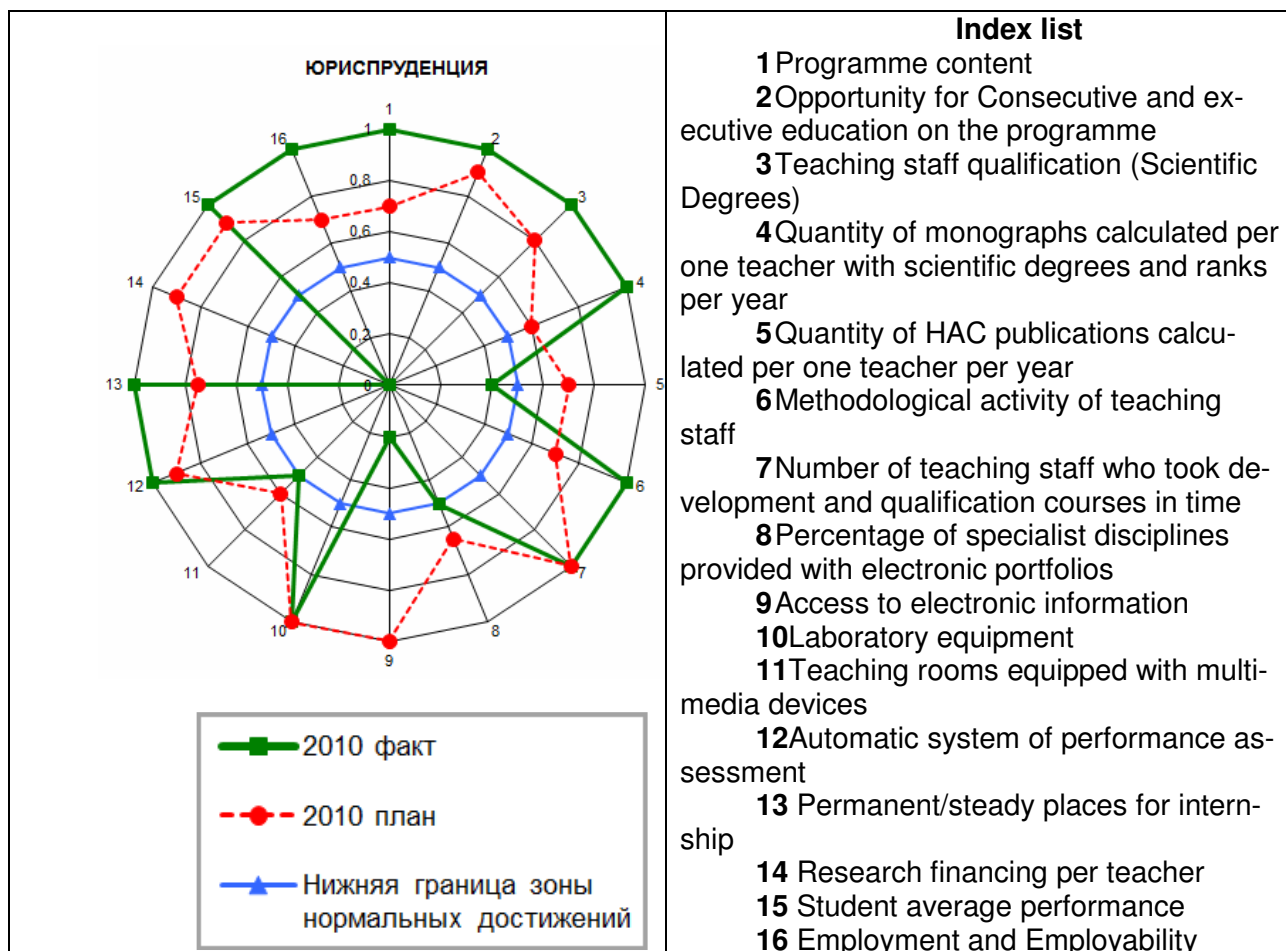 ЮРИСПРУДЕНЦИЯ
1
2
3
4
5
6
7
8
9
10
11
12
13
14
15
16
1
0,8
0,6
0,4
0,2
0
2010 факт
2010 план
Нижняя граница зоны
нормальных достижений
Index list
1 Programme content
2 Opportunity for Consecutive and ex-
ecutive education on the programme
3 Teaching staff qualification (Scientific
Degrees)
4 Quantity of monographs calculated per
one teacher with scientific degrees and ranks
per year
5 Quantity of HAC publications calcu-
lated per one teacher per year
6 Methodological activity of teaching
staff
7 Number of teaching staff who took de-
velopment and qualification courses in time
8 Percentage of specialist disciplines
provided with electronic portfolios
9 Access to electronic information
10 Laboratory equipment
11 Teaching rooms equipped with multi-
media devices
12 Automatic system of performance as-
sessment
13 Permanent/steady places for intern-
ship
14 Research financing per teacher
15 Student average performance
16 Employment and Employability